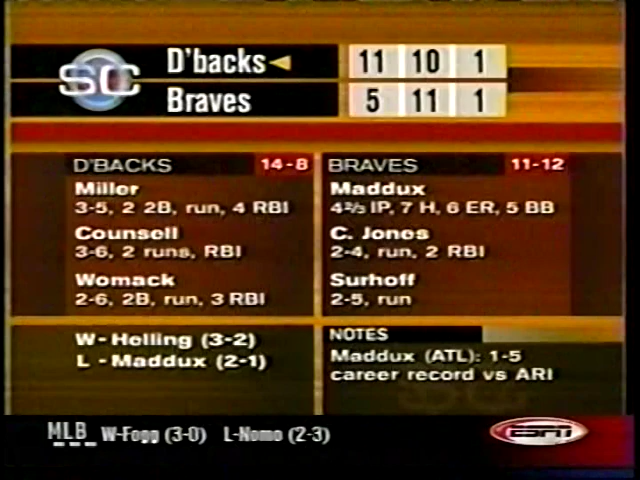 SC
D'backs 11 10 1
Braves 5 11 1
D'BACKS 14-8
Miller
3-5, 2 2B, run, 4 RBI
Counsell
3-6, 2 runs, RBI
Womack
2-6, 2B, run, 3 RBI
BRAVES 11-12
Maddux
4⅔ IP, 7 H, 6 ER, 5 BB
C. Jones
2-4, run, 2 RBI
Surhoff
2-5, run
W-Helling (3-2)
L - Maddux (2-1)
NOTES
Maddux (ATL): 1-5
career record vs ARI
MLB W-Fogg (3-0) L-Nomo (2-3)
ESPN